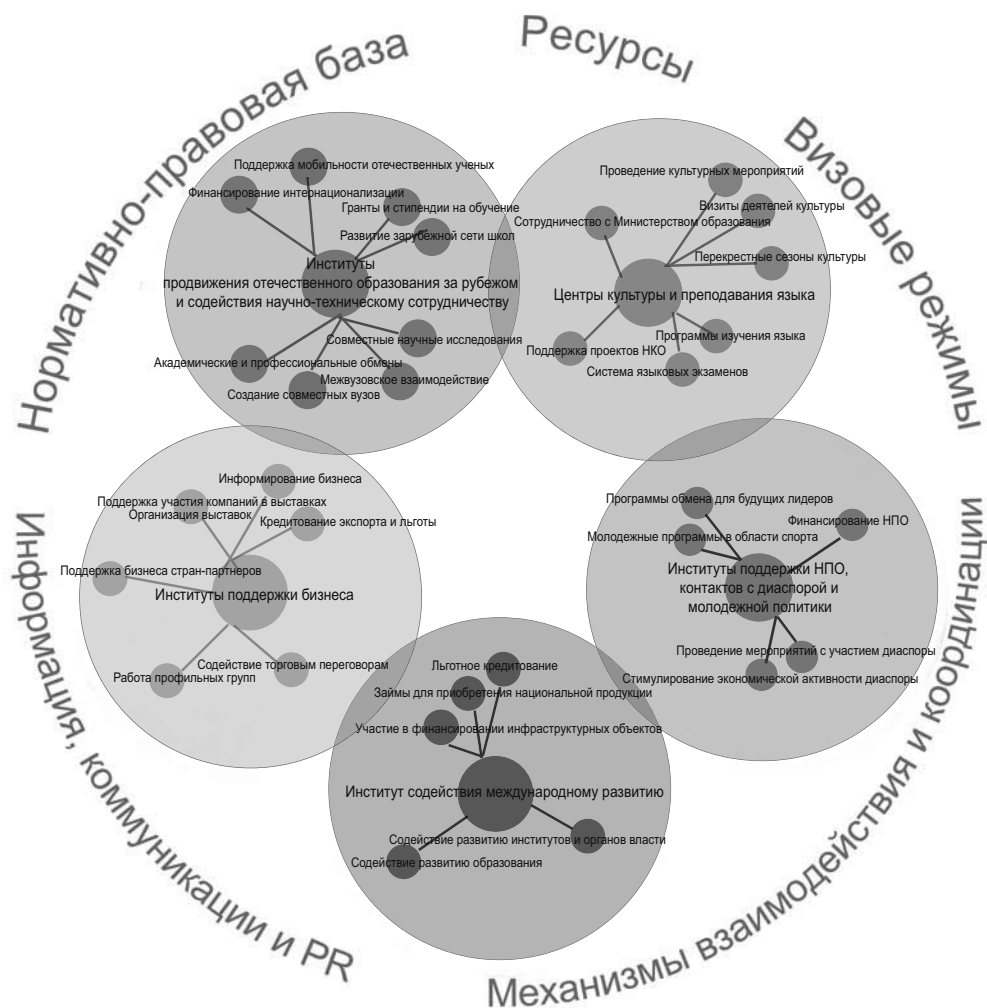 Нормативно-правовая база
Ресурсы
Визовые режимы
Поддержка мобильности отечественных ученых
Финансирование интернационализации
Гранты и стипендии на обучение
Развитие зарубежной сети школ
Институты
продвижения отечественного образования за рубежом
и содействия научно-техническому сотрудничеству
Совместные научные исследования
Академические и профессиональные обмены
Межвузовское взаимодействие
Создание совместных вузов
Проведение культурных мероприятий
Визиты деятелей культуры
Сотрудничество с Министерством образования
Перекрестные сезоны культуры
Центры культуры и преподавания языка
Программы изучения языка
Поддержка проектов НКО
Система языковых экзаменов
Информирование бизнеса
Поддержка участия компаний в выставках
Организация выставок
Кредитование экспорта и льготы
Поддержка бизнеса стран-партнеров
Институты поддержки бизнеса
Содействие торговым переговорам
Работа профильных групп
Программы обмена для будущих лидеров
Финансирование НПО
Молодежные программы в области спорта
Институты поддержки НПО,
контактов с диаспорой и
молодежной политики
Проведение мероприятий с участием диаспоры
Стимулирование экономической активности диаспоры
Льготное кредитование
Займы для приобретения национальной продукции
Участие в финансировании инфраструктурных объектов
Институт содействия международному развитию
Содействие развитию институтов и органов власти
Содействие развитию образования
Информация, коммуникации и PR
Механизмы взаимодействия и координации